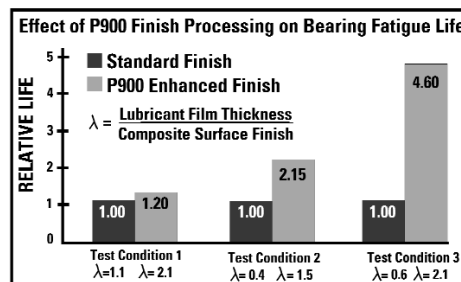 Effect of P900 Finish Processing on Bearing Fatigue Life
Standard Finish
P900 Enhanced Finish
λ = Lubricant Film Thickness
Composite Surface Finish
RELATIVE LIFE
5
4
3
2
1
0
1.00
1.20
1.00
2.15
1.00
4.60
Test Condition 1
λ=1.1 λ= 2.1
Test Condition 2
λ= 0.4 λ= 1.5
Test Condition 3
λ= 0.6 λ= 2.1